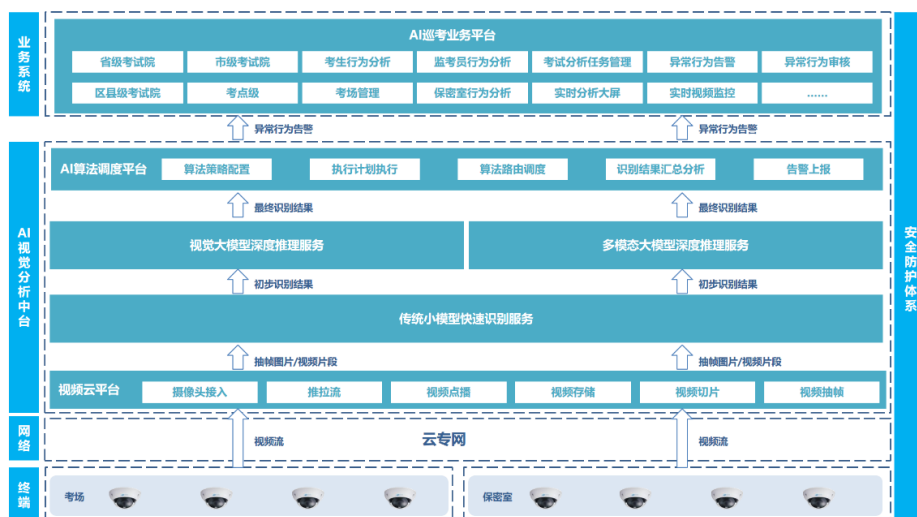 业务系统
AI巡考业务平台
省级考试院 市级考试院 考生行为分析 监考员行为分析 考试分析任务管理 异常行为告警 异常行为审核
区县级考试院 考点级 考场管理 保密室行为分析 实时分析大屏 实时视频监控 ......
异常行为告警 异常行为告警
AI视觉分析中台
AI算法调度平台 算法策略配置 执行计划执行 算法路由调度 识别结果汇总分析 告警上报
最终识别结果 最终识别结果
视觉大模型深度推理服务 多模态大模型深度推理服务
初步识别结果 初步识别结果
传统小模型快速识别服务
抽帧图片/视频片段 抽帧图片/视频片段
视频云平台 摄像头接入 推拉流 视频点播 视频存储 视频切片 视频抽帧
网络
视频流 云专网 视频流
终端
考场 保密室
安全防护体系